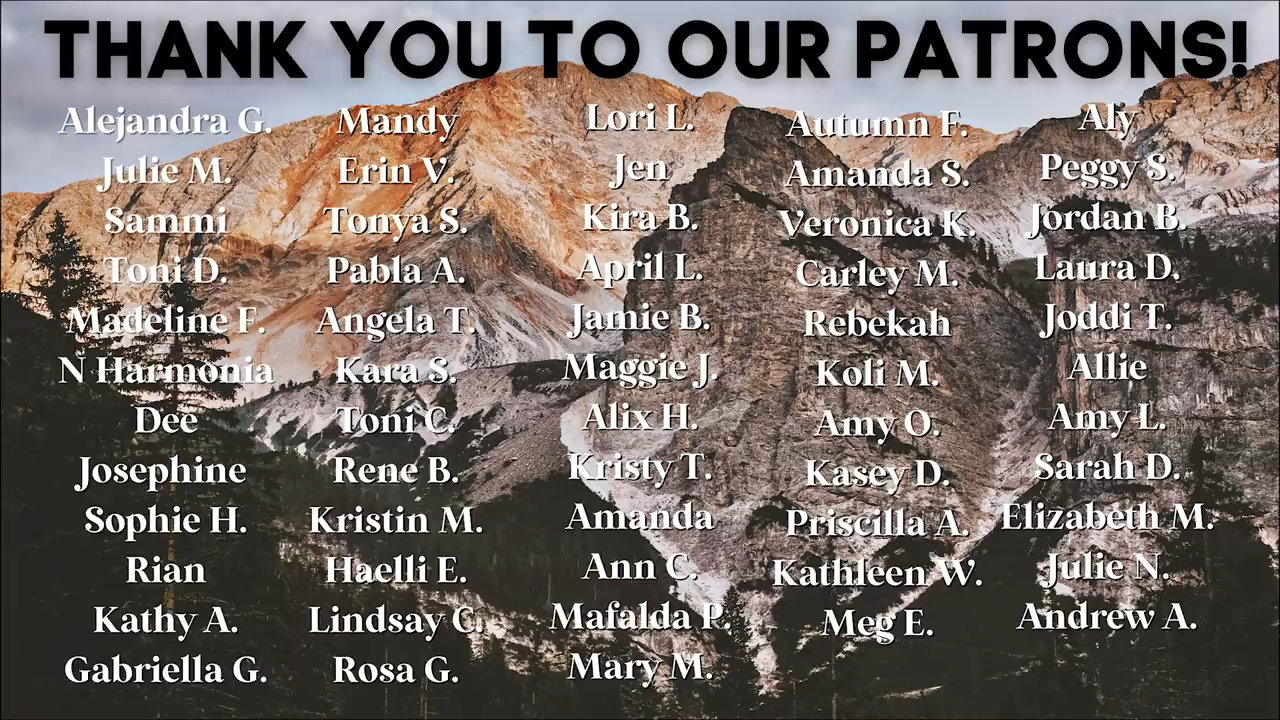 THANK YOU TO OUR PATRONS!
Alejandra G.
Julie M.
Sammi
Toni D.
Madeline F.
N Harmonia
Dee
Josephine
Sophie H.
Rian
Kathy A.
Gabriella G.
Mandy
Erin V.
Tonya S.
Pabla A.
Angela T.
Kara S.
Toni C.
Rene B.
Kristin M.
Haelli E.
Lindsay C.
Rosa G.
Lori L.
Jen
Kira B.
April L.
Jamie B.
Maggie J.
Alix H.
Kristy T.
Amanda
Ann C.
Mafalda P.
Mary M.
Autumn F.
Amanda S.
Veronica K.
Carley M.
Rebekah
Koli M.
Amy O.
Kasey D.
Priscilla A.
Kathleen W.
Meg E.
Aly
Peggy S.
Jordan B.
Laura D.
Joddi T.
Allie
Amy L.
Sarah D.
Elizabeth M.
Julie N.
Andrew A.